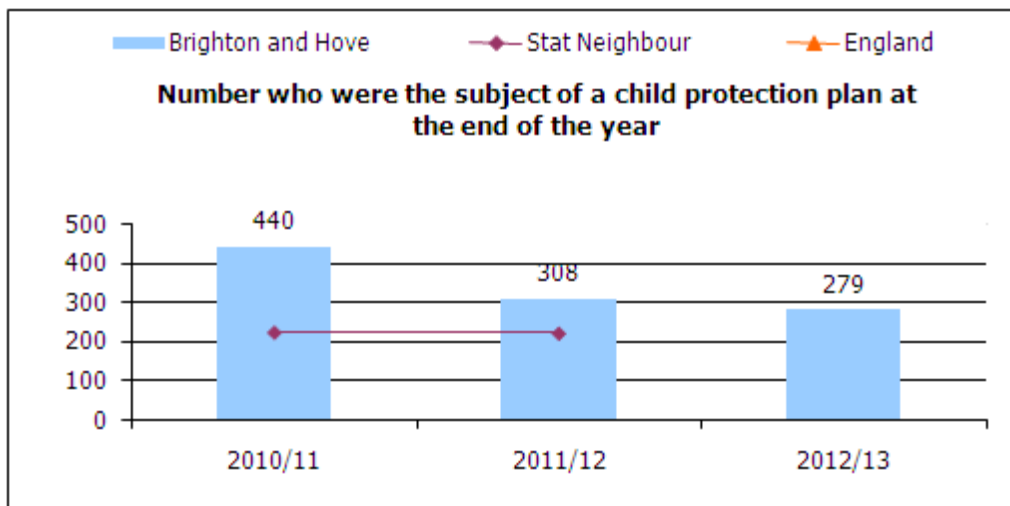 Brighton and Hove Stat Neighbour England
Number who were the subject of a child protection plan at
the end of the year
500
400
300
200
100
0
440
308
279
2010/11 2011/12 2012/13